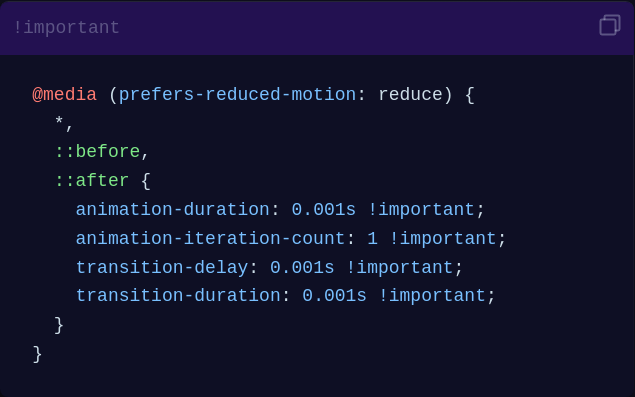 !important
@media (prefers-reduced-motion: reduce) {
  *,
  ::before,
  ::after {
    animation-duration: 0.001s !important;
    animation-iteration-count: 1 !important;
    transition-delay: 0.001s !important;
    transition-duration: 0.001s !important;
  }
}